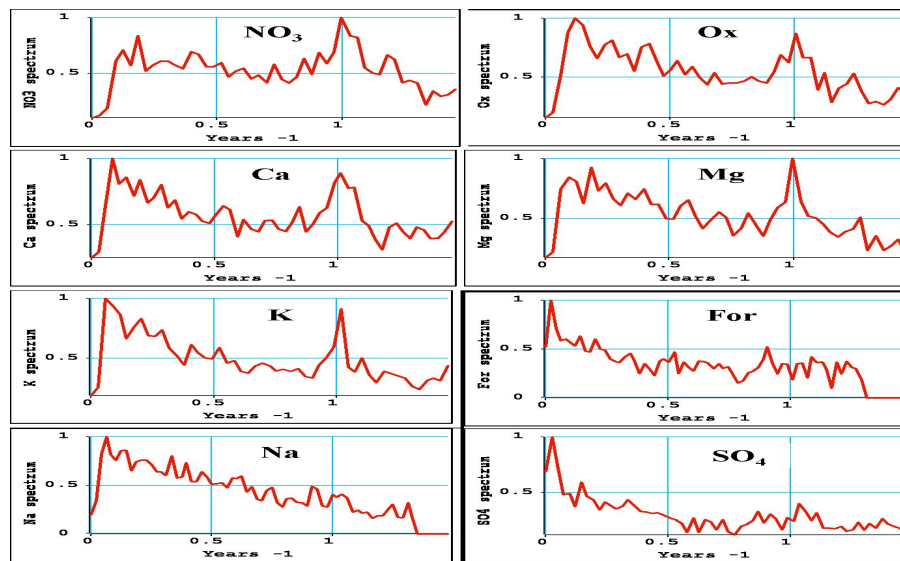 1
NO3 spectrum
0.5
NO₃
0
0.5
1
Years -1
1
Ox spectrum
0.5
Ox
0
0.5
1
Years -1
1
Ca spectrum
0.5
Ca
0
0.5
1
Years -1
1
Mg spectrum
0.5
Mg
0
0.5
1
Years -1
1
K spectrum
0.5
K
0
0.5
1
Years -1
1
For spectrum
0.5
For
0
0.5
1
Years -1
1
Na spectrum
0.5
0
Na
0
0.5
1
Years -1
1
SO4 spectrum
0.5
SO₄
0
0.5
1
Years -1